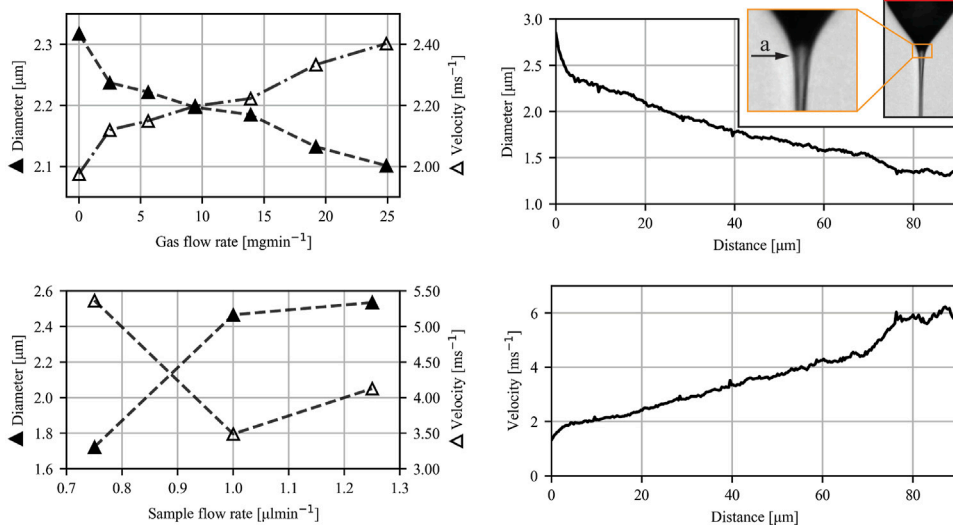 2.3
2.2
2.1
▲ Diameter [μm]
2.40
2.20
2.00
△ Velocity [ms⁻¹]
0 5 10 15 20 25
Gas flow rate [mgmin⁻¹]
3.0
2.5
2.0
1.5
1.0
Diameter [μm]
a
0 20 40 60 80
Distance [μm]
2.6
2.4
2.2
2.0
1.8
1.6
▲ Diameter [μm]
5.50
5.00
4.50
4.00
3.50
3.00
△ Velocity [ms⁻¹]
0.7 0.8 0.9 1.0 1.1 1.2 1.3
Sample flow rate [μlmin⁻¹]
6
4
2
0
Velocity [ms⁻¹]
0 20 40 60 80
Distance [μm]